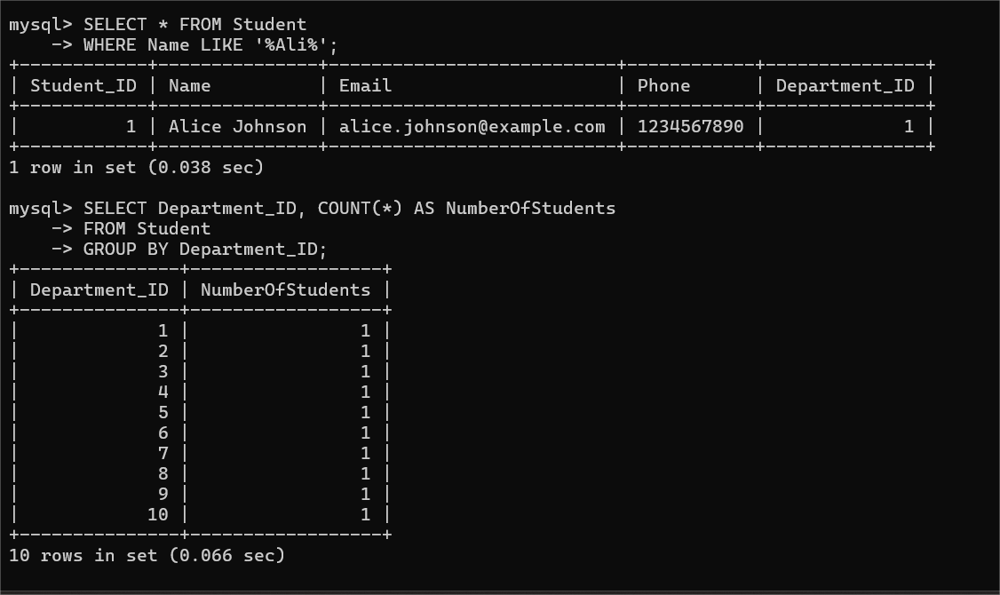 mysql> SELECT * FROM Student
    -> WHERE Name LIKE '%Ali%';
+------------+---------------+---------------------------+------------+---------------+
| Student_ID | Name          | Email                     | Phone      | Department_ID |
+------------+---------------+---------------------------+------------+---------------+
|          1 | Alice Johnson | alice.johnson@example.com | 1234567890 |             1 |
+------------+---------------+---------------------------+------------+---------------+
1 row in set (0.038 sec)

mysql> SELECT Department_ID, COUNT(*) AS NumberOfStudents
    -> FROM Student
    -> GROUP BY Department_ID;
+---------------+------------------+
| Department_ID | NumberOfStudents |
+---------------+------------------+
|             1 |                1 |
|             2 |                1 |
|             3 |                1 |
|             4 |                1 |
|             5 |                1 |
|             6 |                1 |
|             7 |                1 |
|             8 |                1 |
|             9 |                1 |
|            10 |                1 |
+---------------+------------------+
10 rows in set (0.066 sec)